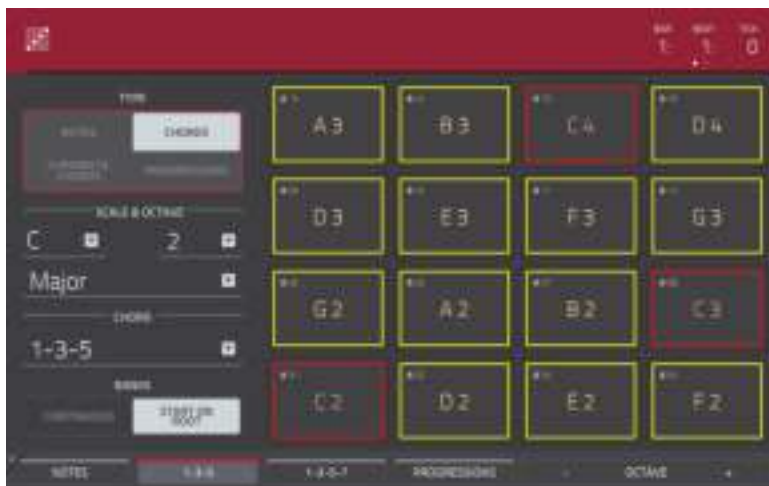 BAR BEAT
1: 1: 0
TYPE
NOTES CHORDS
PROGRESSIONS
SCALE & OCTAVE
C 2
Major
CHORD
1-3-5
START ON ROOT
A3 B3 C4 D4
D3 E3 F3 G3
G2 A2 B2 C3
C2 D2 E2 F2
NOTES 1-3-5 1-3-5-7 PROGRESSIONS - OCTAVE +